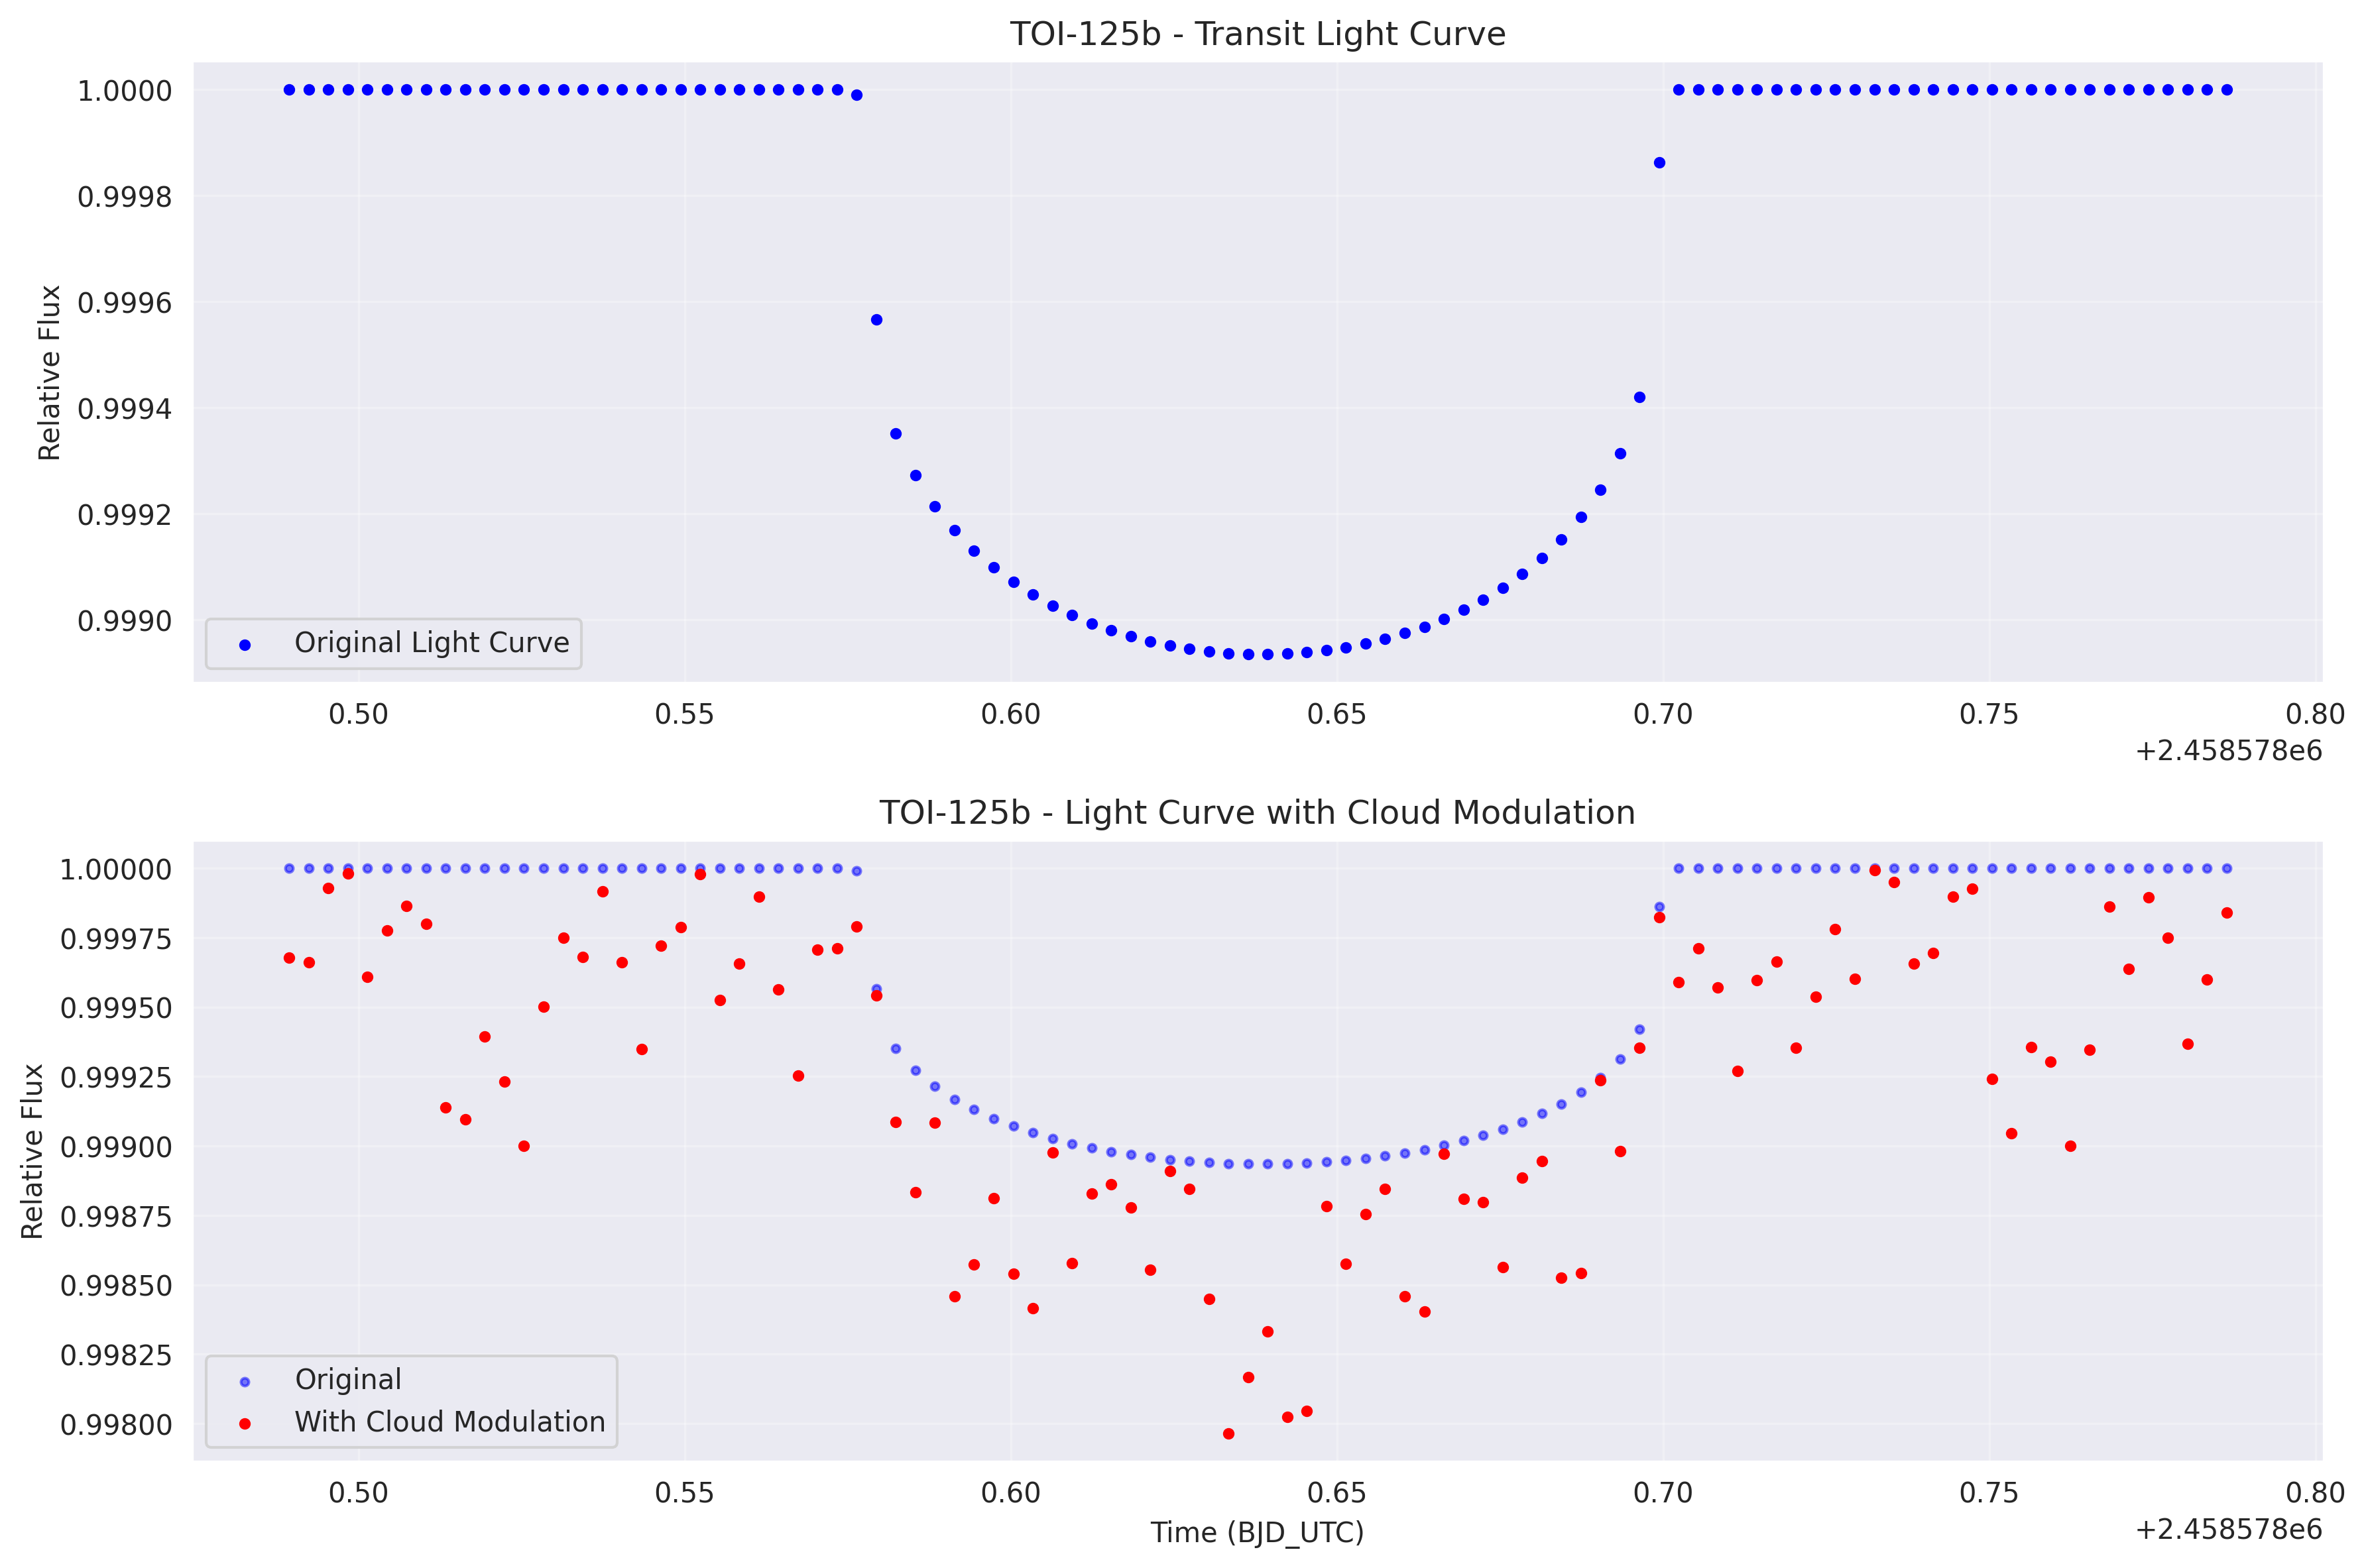 TOI-125b - Transit Light Curve
Relative Flux
1.0000
0.9998
0.9996
0.9994
0.9992
0.9990
Original Light Curve
0.50 0.55 0.60 0.65 0.70 0.75 0.80
+2.458578e6
TOI-125b - Light Curve with Cloud Modulation
Relative Flux
1.00000
0.99975
0.99950
0.99925
0.99900
0.99875
0.99850
0.99825
0.99800
Original
With Cloud Modulation
0.50 0.55 0.60 0.65 0.70 0.75 0.80
Time (BJD_UTC)
+2.458578e6